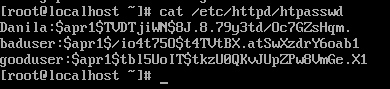 [root@localhost ~]# cat /etc/httpd/htpasswd
Danila:$apr1$TVDTjiWN$8J.8.79y3td/Oc7GZsHqm.
baduser:$apr1$/io4t75O$t4TVtBX.atSwXzdrY6oab1
gooduser:$apr1$tbl5UoIT$tkzU0QKvJUpZPw8VmGe.X1
[root@localhost ~]# _